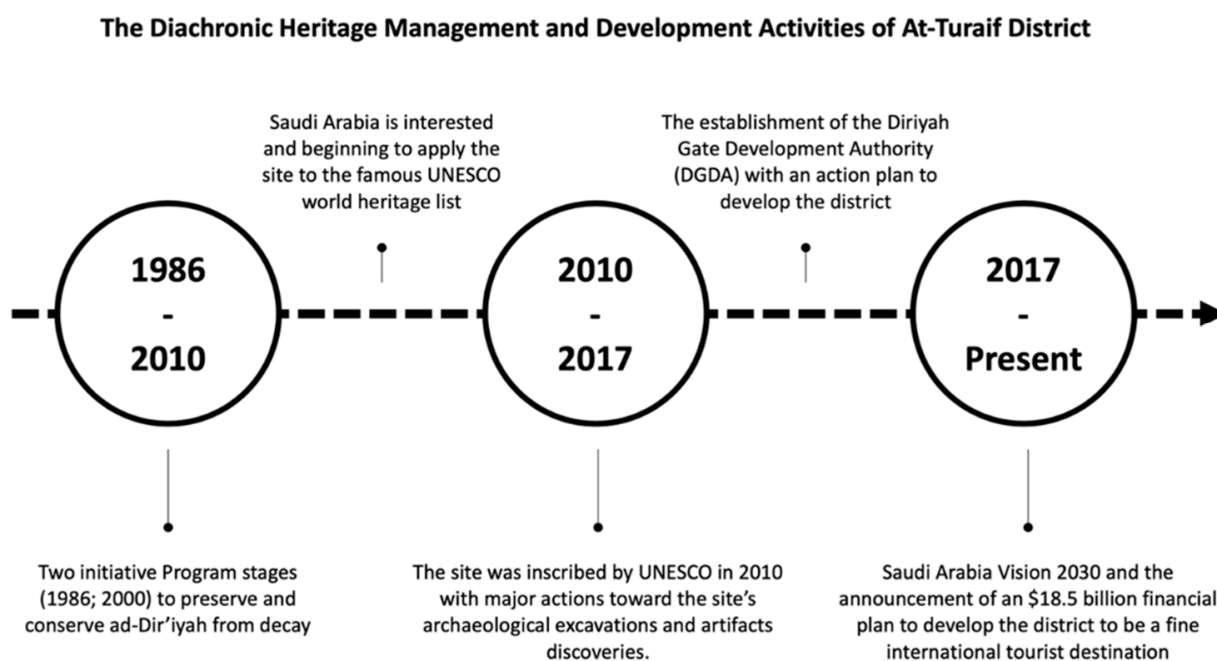 The Diachronic Heritage Management and Development Activities of At-Turaif District
Saudi Arabia is interested
and beginning to apply the
site to the famous UNESCO
world heritage list
The establishment of the Diriyah
Gate Development Authority
(DGDA) with an action plan to
develop the district
1986
-
2010
2010
-
2017
2017
-
Present
Two initiative Program stages
(1986; 2000) to preserve and
conserve ad-Dir'iyah from decay
The site was inscribed by UNESCO in 2010
with major actions toward the site's
archaeological excavations and artifacts
discoveries.
Saudi Arabia Vision 2030 and the
announcement of an $18.5 billion financial
plan to develop the district to be a fine
international tourist destination